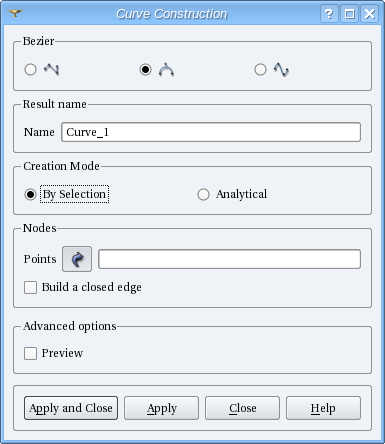 Curve Construction
Bezier
Result name
Name Curve_1
Creation Mode
By Selection Analytical
Nodes
Points
Build a closed edge
Advanced options
Preview
Apply and Close Apply Close Help